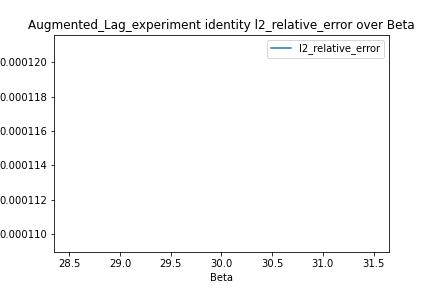 Augmented_Lag_experiment identity l2_relative_error over Beta
l2_relative_error
0.000120
0.000118
0.000116
0.000114
0.000112
0.000110
28.5 29.0 29.5 30.0 30.5 31.0 31.5
Beta